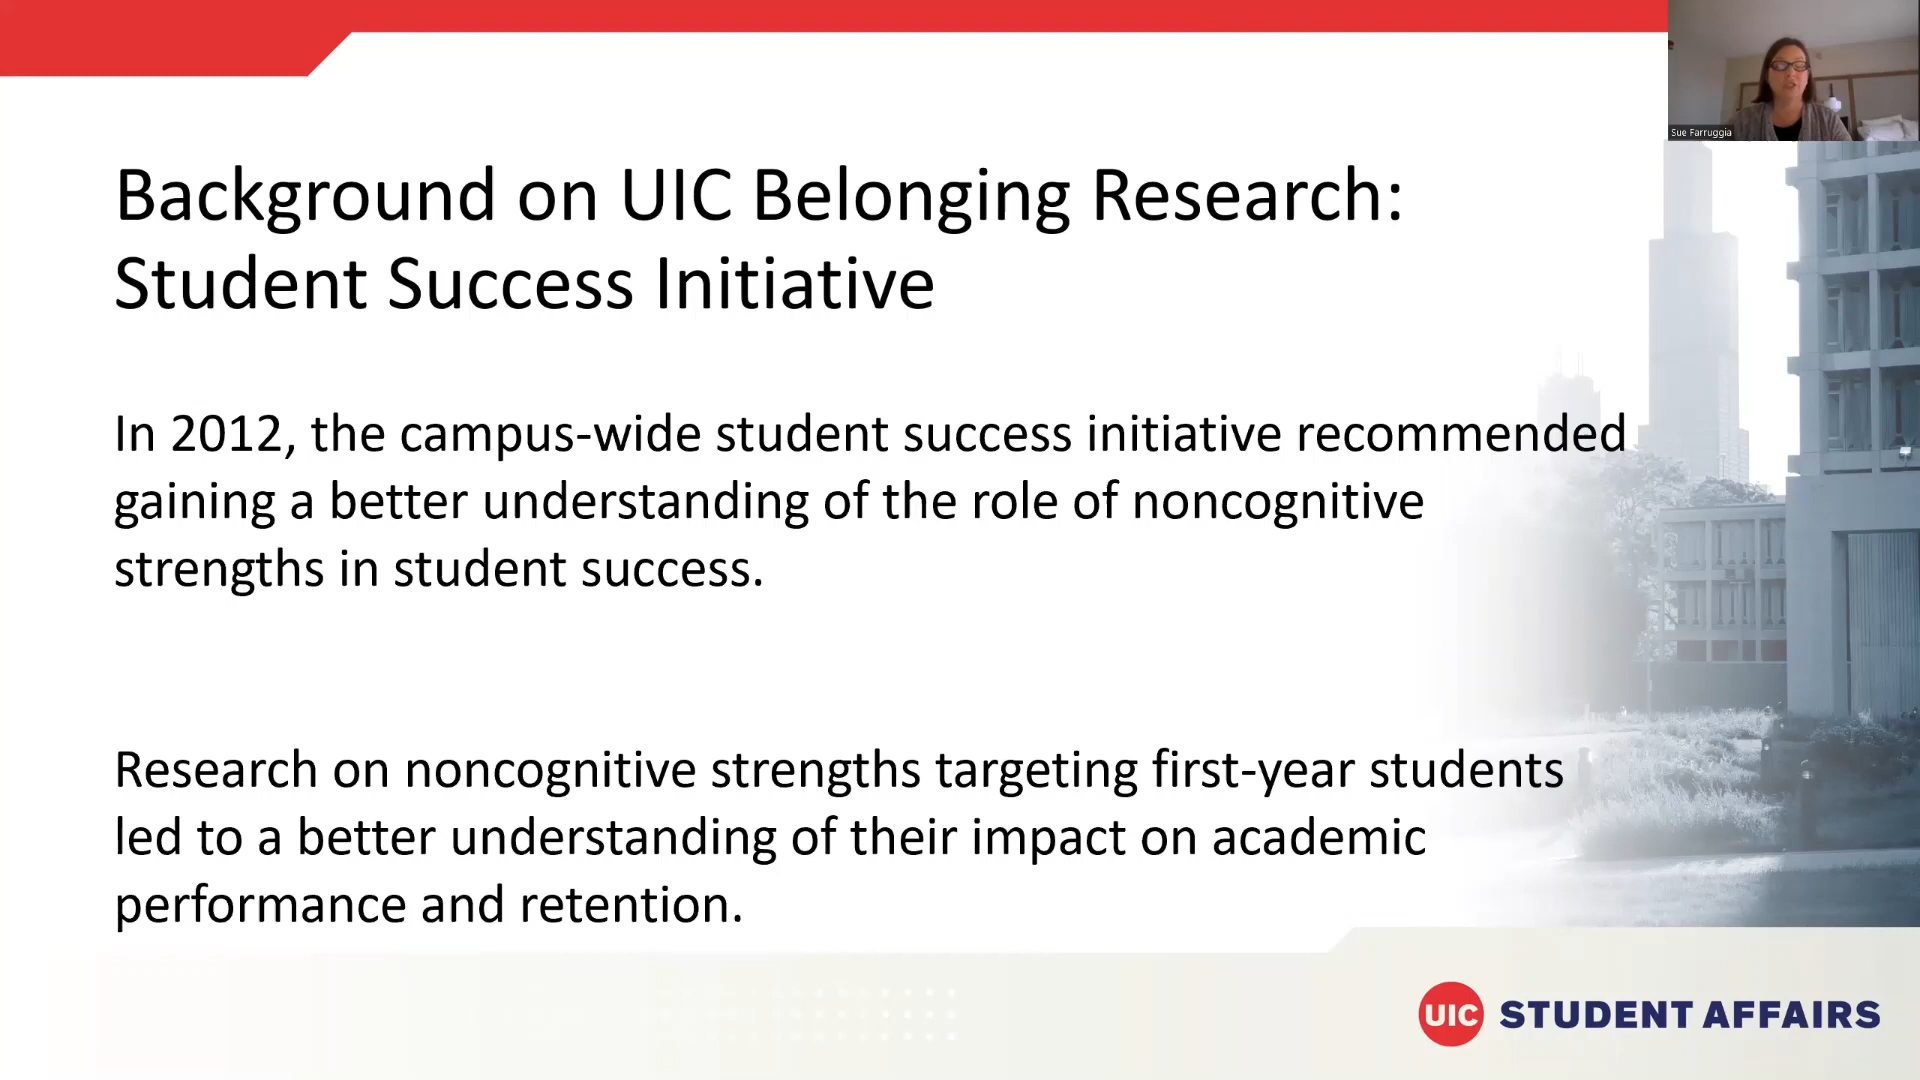 Sue Farruggia
Background on UIC Belonging Research:
Student Success Initiative
In 2012, the campus-wide student success initiative recommended
gaining a better understanding of the role of noncognitive
strengths in student success.
Research on noncognitive strengths targeting first-year students
led to a better understanding of their impact on academic
performance and retention.
UIC STUDENT AFFAIRS